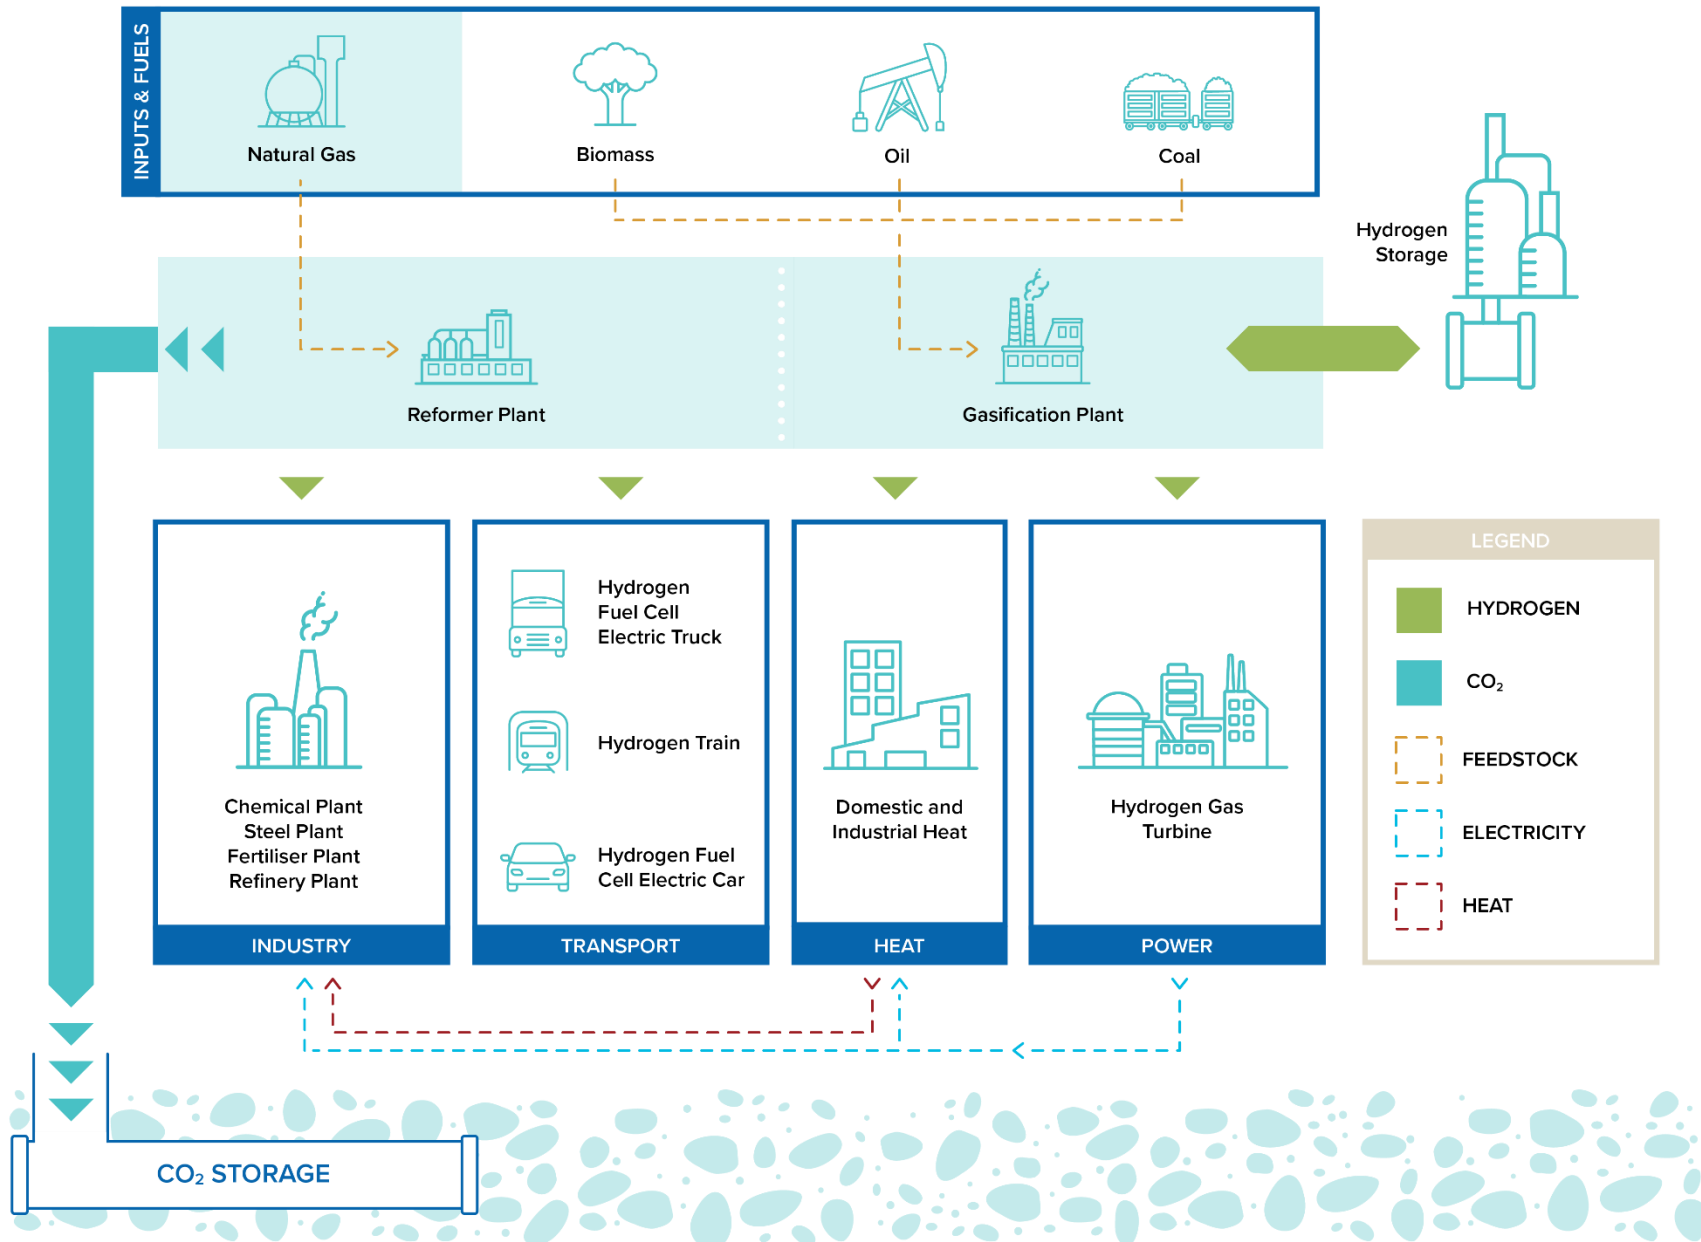 INPUTS & FUELS
Natural Gas
Biomass
Oil
Coal
Hydrogen
Storage
Reformer Plant
Gasification Plant
Chemical Plant
Steel Plant
Fertiliser Plant
Refinery Plant
INDUSTRY
Hydrogen
Fuel Cell
Electric Truck
Hydrogen Train
Hydrogen Fuel
Cell Electric Car
TRANSPORT
Domestic and
Industrial Heat
HEAT
Hydrogen Gas
Turbine
POWER
LEGEND
HYDROGEN
CO₂
FEEDSTOCK
ELECTRICITY
HEAT
CO₂ STORAGE